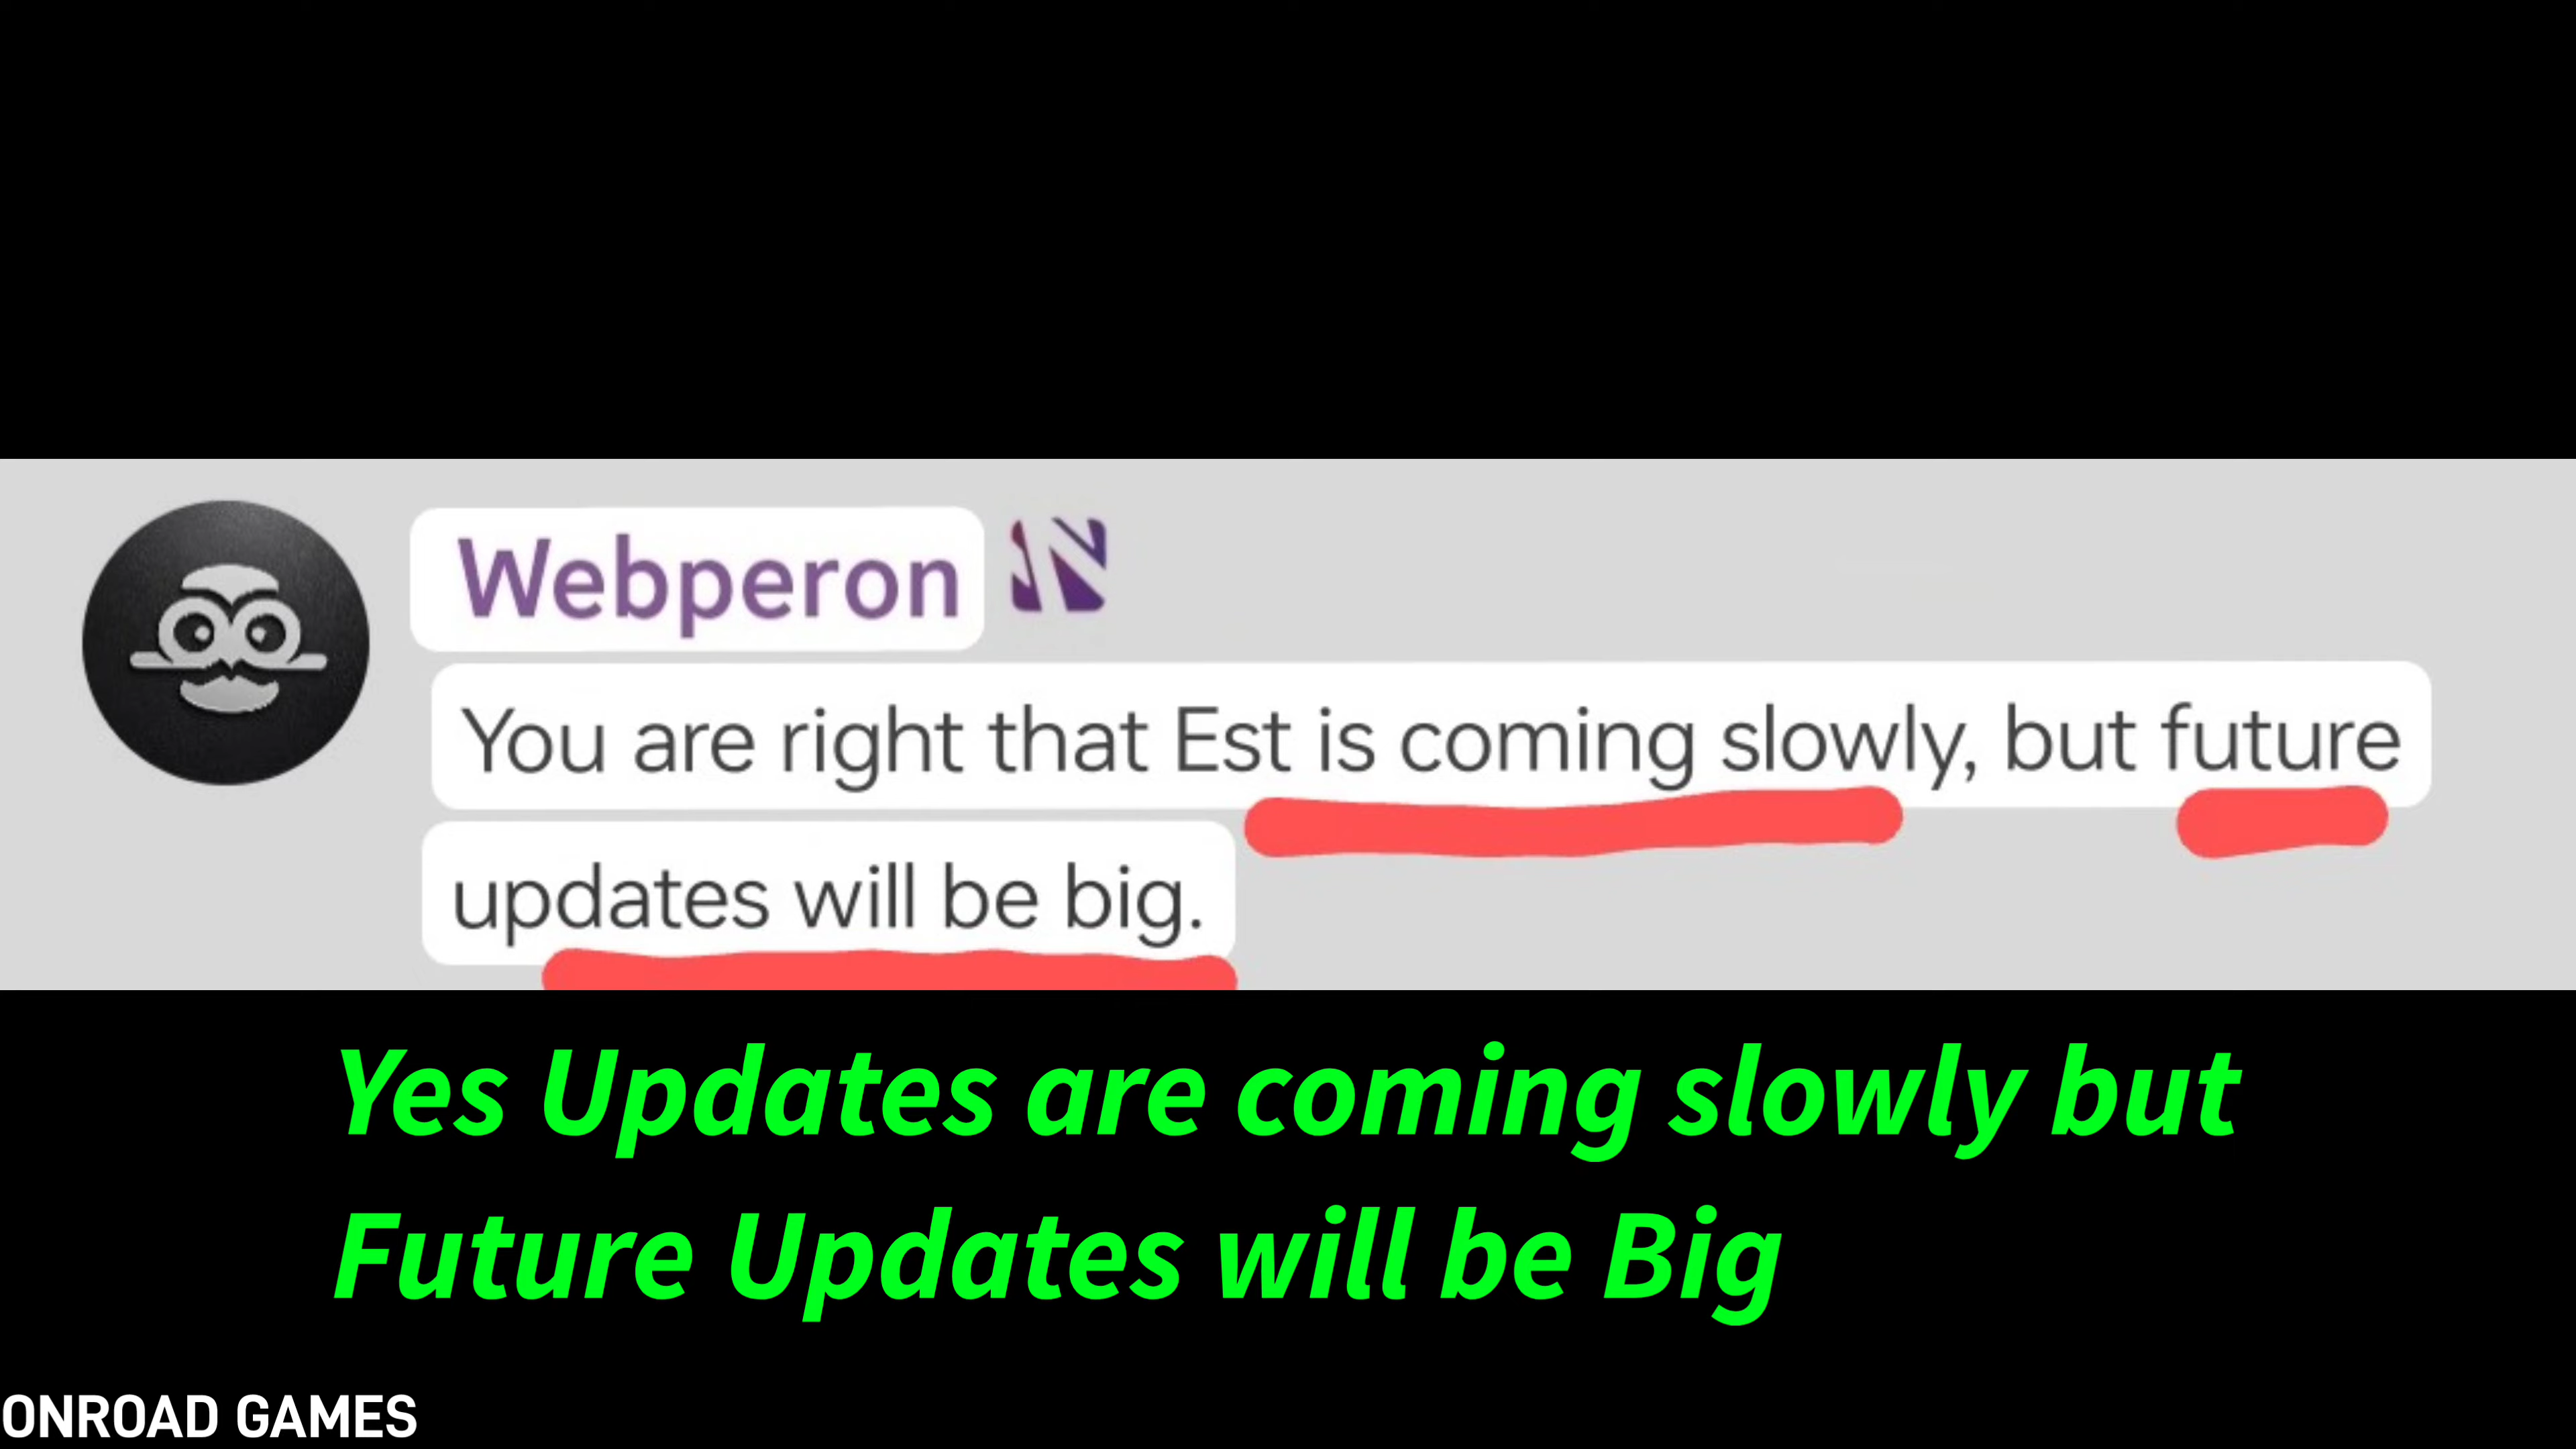 Webperon
You are right that Est is coming slowly, but future
updates will be big.
Yes Updates are coming slowly but
Future Updates will be Big
ONROAD GAMES